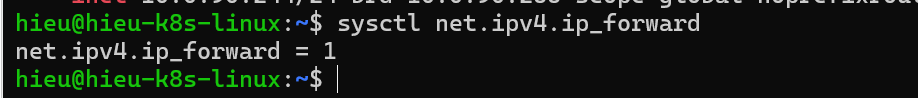 hieu@hieu-k8s-linux:~$ sysctl net.ipv4.ip_forward
net.ipv4.ip_forward = 1
hieu@hieu-k8s-linux:~$